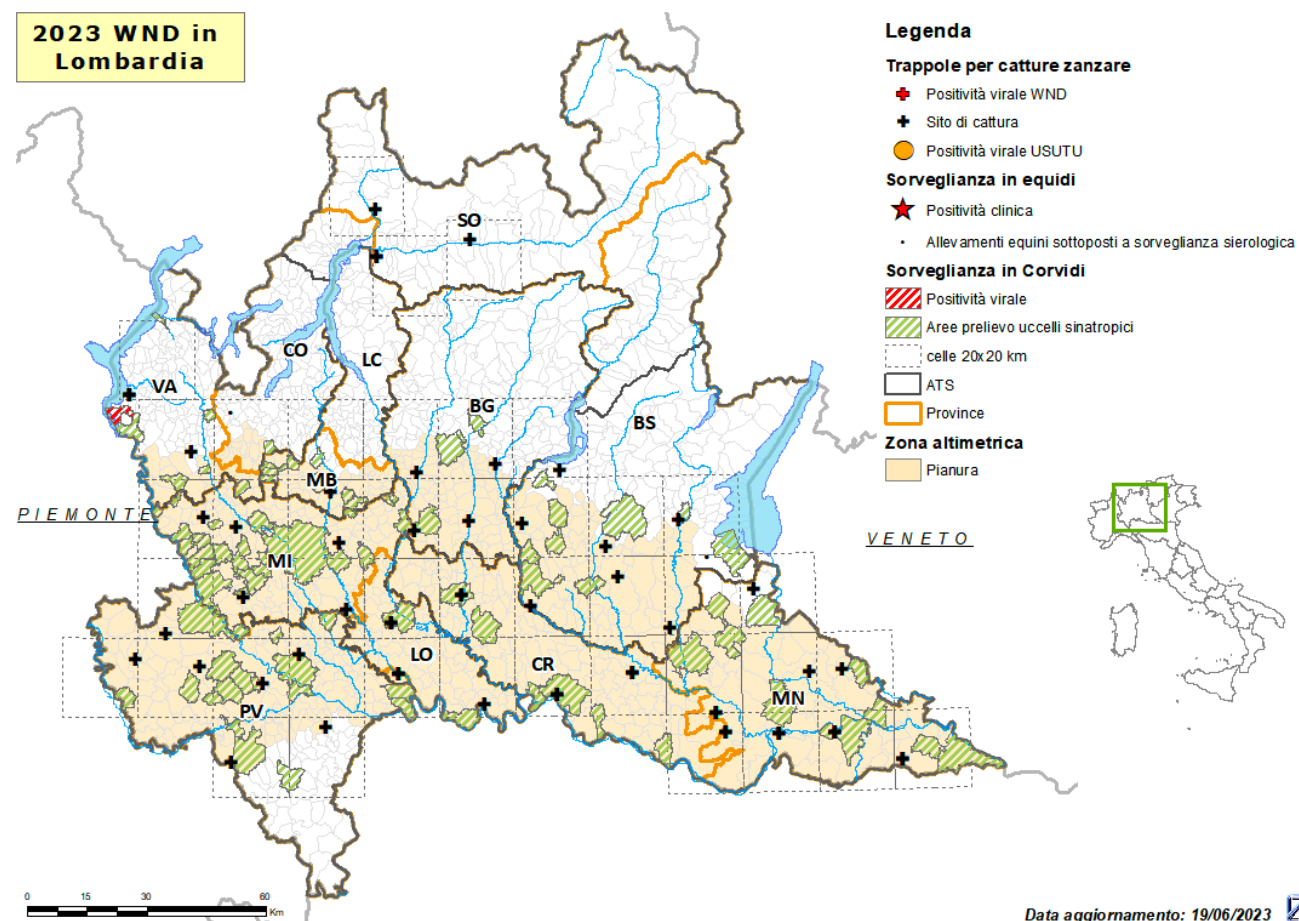 2023 WND in
Lombardia
Legenda
Trappole per catture zanzare
Positività virale WND
Sito di cattura
Positività virale USUTU
Sorveglianza in equidi
Positività clinica
Allevamenti equini sottoposti a sorveglianza sierologica
Sorveglianza in Corvidi
Positività virale
Aree prelievo uccelli sinatropici
celle 20x20 km
ATS
Province
Zona altimetrica
Pianura
SO
CO
LC
VA
BG
BS
MB
PIEMONTE
VENETO
MI
LO
CR
MN
PV
0 15 30 60
Km
Data aggiornamento: 19/06/2023